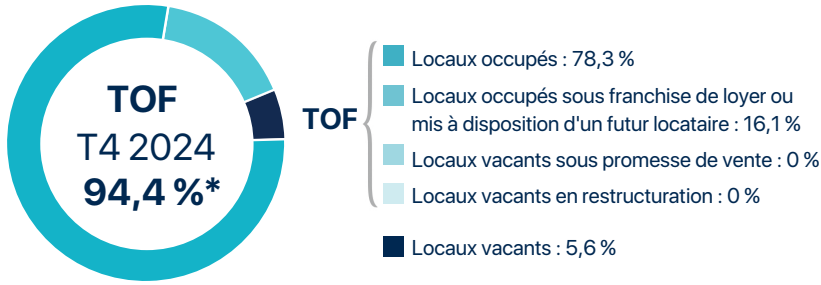 TOF
T4 2024
94,4 %*
TOF
Locaux occupés : 78,3 %
Locaux occupés sous franchise de loyer ou
mis à disposition d'un futur locataire : 16,1 %
Locaux vacants sous promesse de vente : 0 %
Locaux vacants en restructuration : 0 %
Locaux vacants : 5,6 %